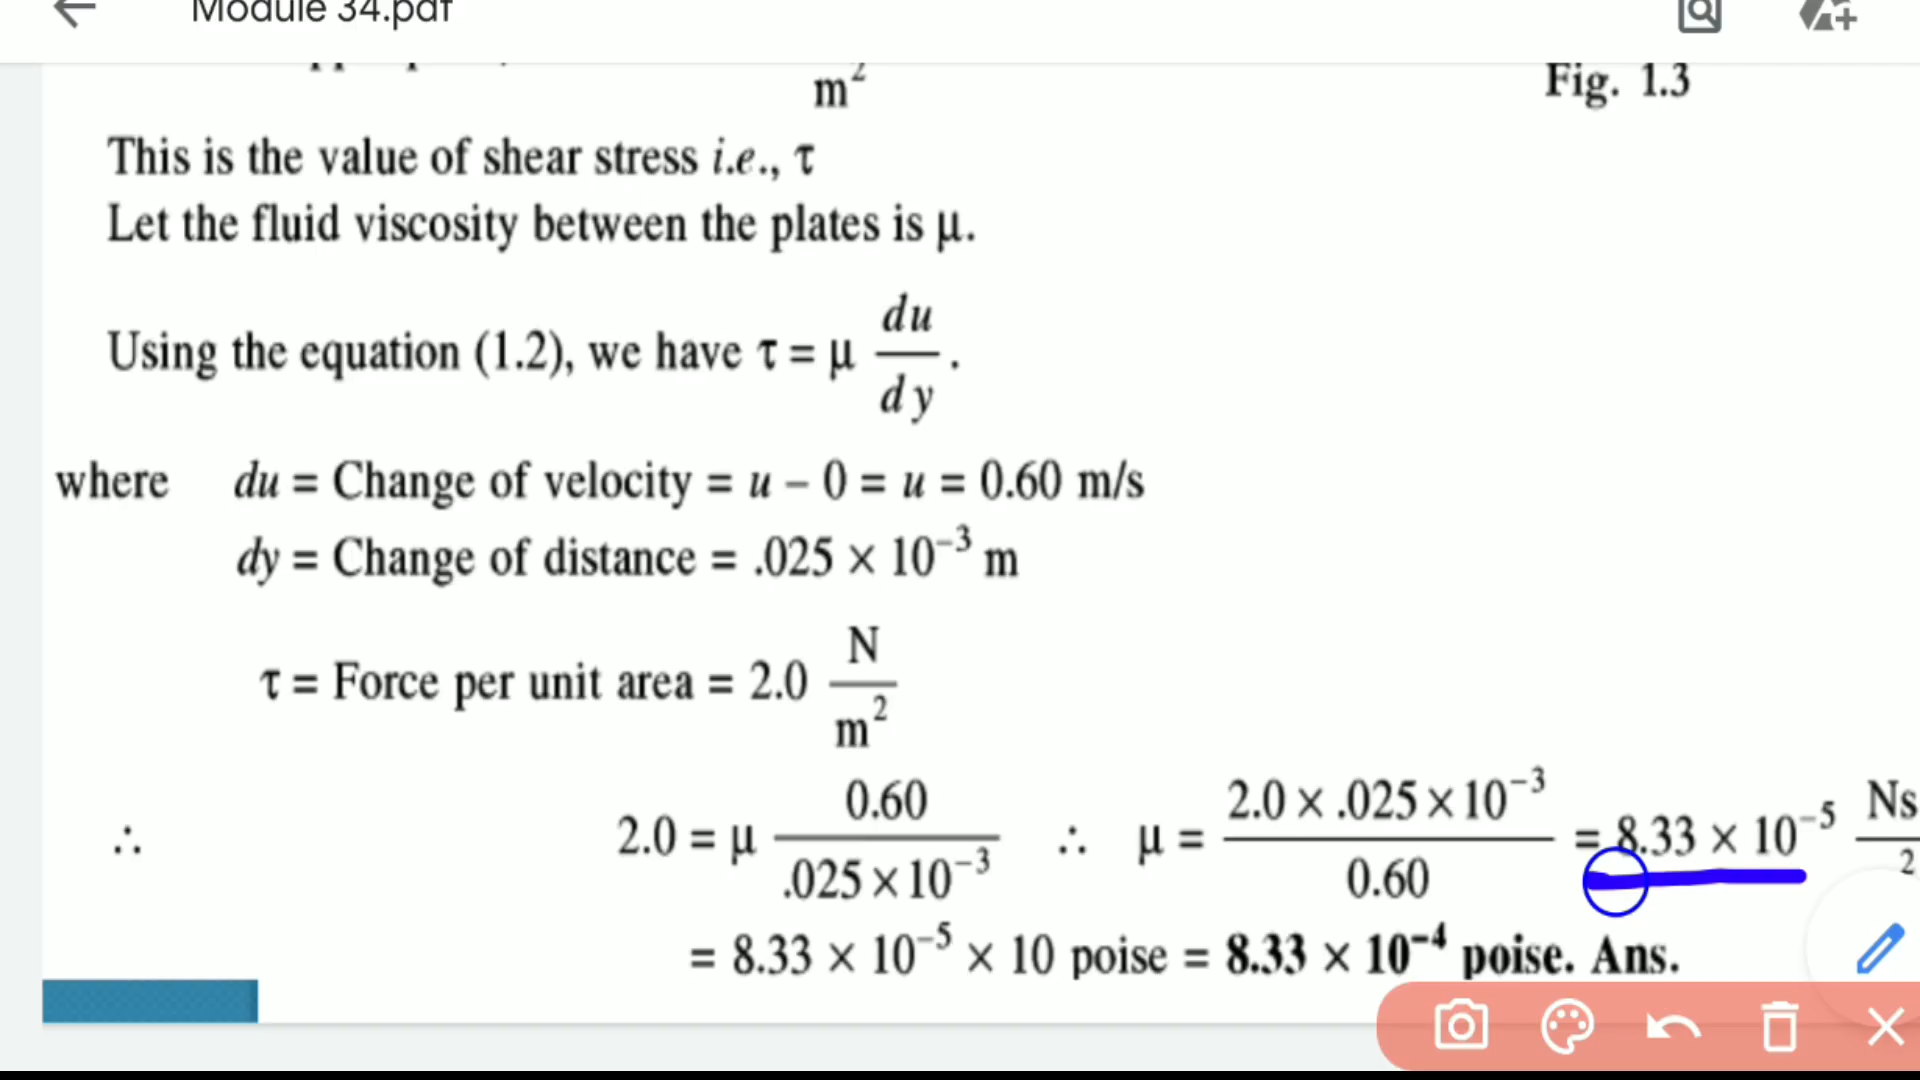 Module 34.pdf
m²
Fig. 1.3
This is the value of shear stress i.e., τ
Let the fluid viscosity between the plates is μ.
Using the equation (1.2), we have τ = μ du/dy.
where du = Change of velocity = u – 0 = u = 0.60 m/s
dy = Change of distance = .025 × 10⁻³ m
τ = Force per unit area = 2.0 N/m²
∴ 2.0 = μ 0.60/.025 × 10⁻³ ∴ μ = 2.0 × .025 × 10⁻³/0.60 = 8.33 × 10⁻⁵ Ns/ 2
= 8.33 × 10⁻⁵ × 10 poise = 8.33 × 10⁻⁴ poise. Ans.